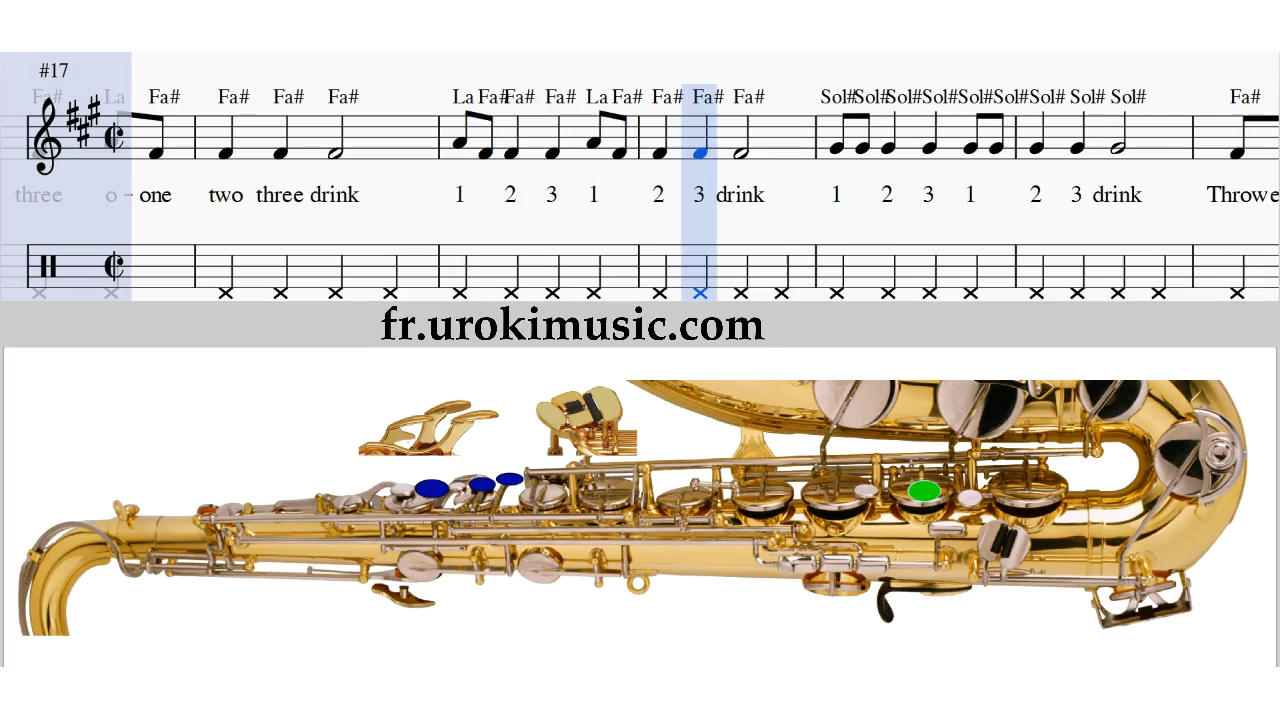 #17
Fa# La Fa# Fa# Fa# Fa# La Fa# Fa# Fa# La Fa# Fa# Fa# Fa# Sol# Sol# Sol# Sol# Sol# Sol# Sol# Sol# Sol# Fa#
three o - one two three drink 1 2 3 1 2 3 drink 1 2 3 1 2 3 drink Throwe
fr.urokimusic.com